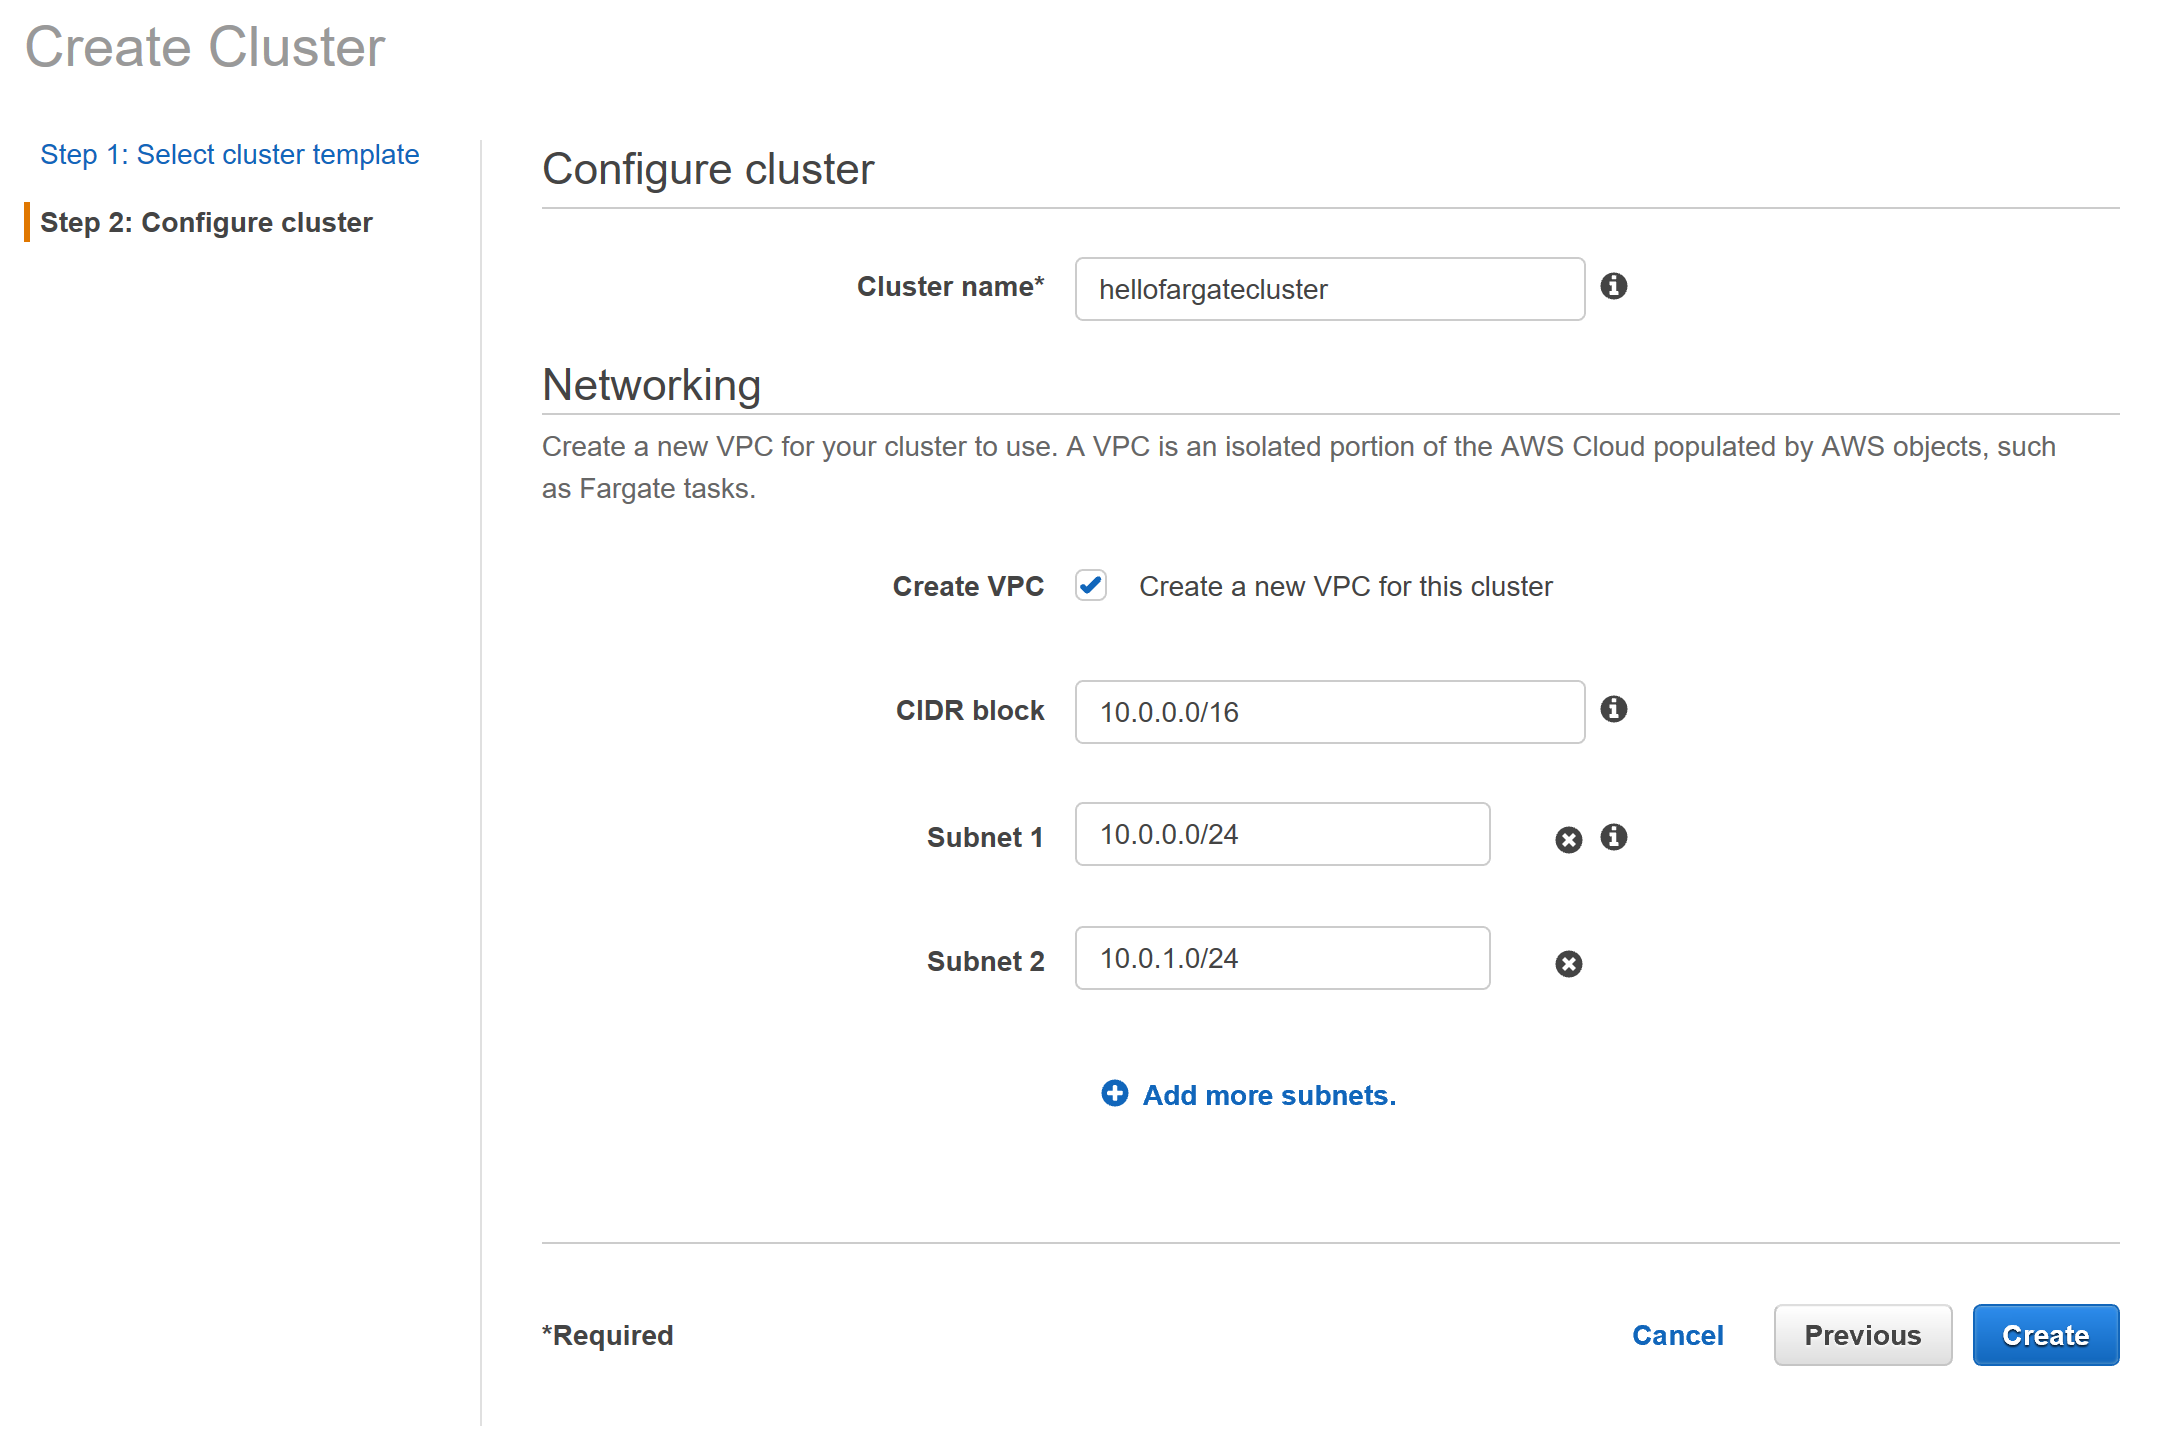 Create Cluster
Step 1: Select cluster template
Step 2: Configure cluster
Configure cluster
Cluster name* hellofargatecluster
Networking
Create a new VPC for your cluster to use. A VPC is an isolated portion of the AWS Cloud populated by AWS objects, such
as Fargate tasks.
Create VPC Create a new VPC for this cluster
CIDR block 10.0.0.0/16
Subnet 1 10.0.0.0/24
Subnet 2 10.0.1.0/24
Add more subnets.
*Required Cancel Previous Create